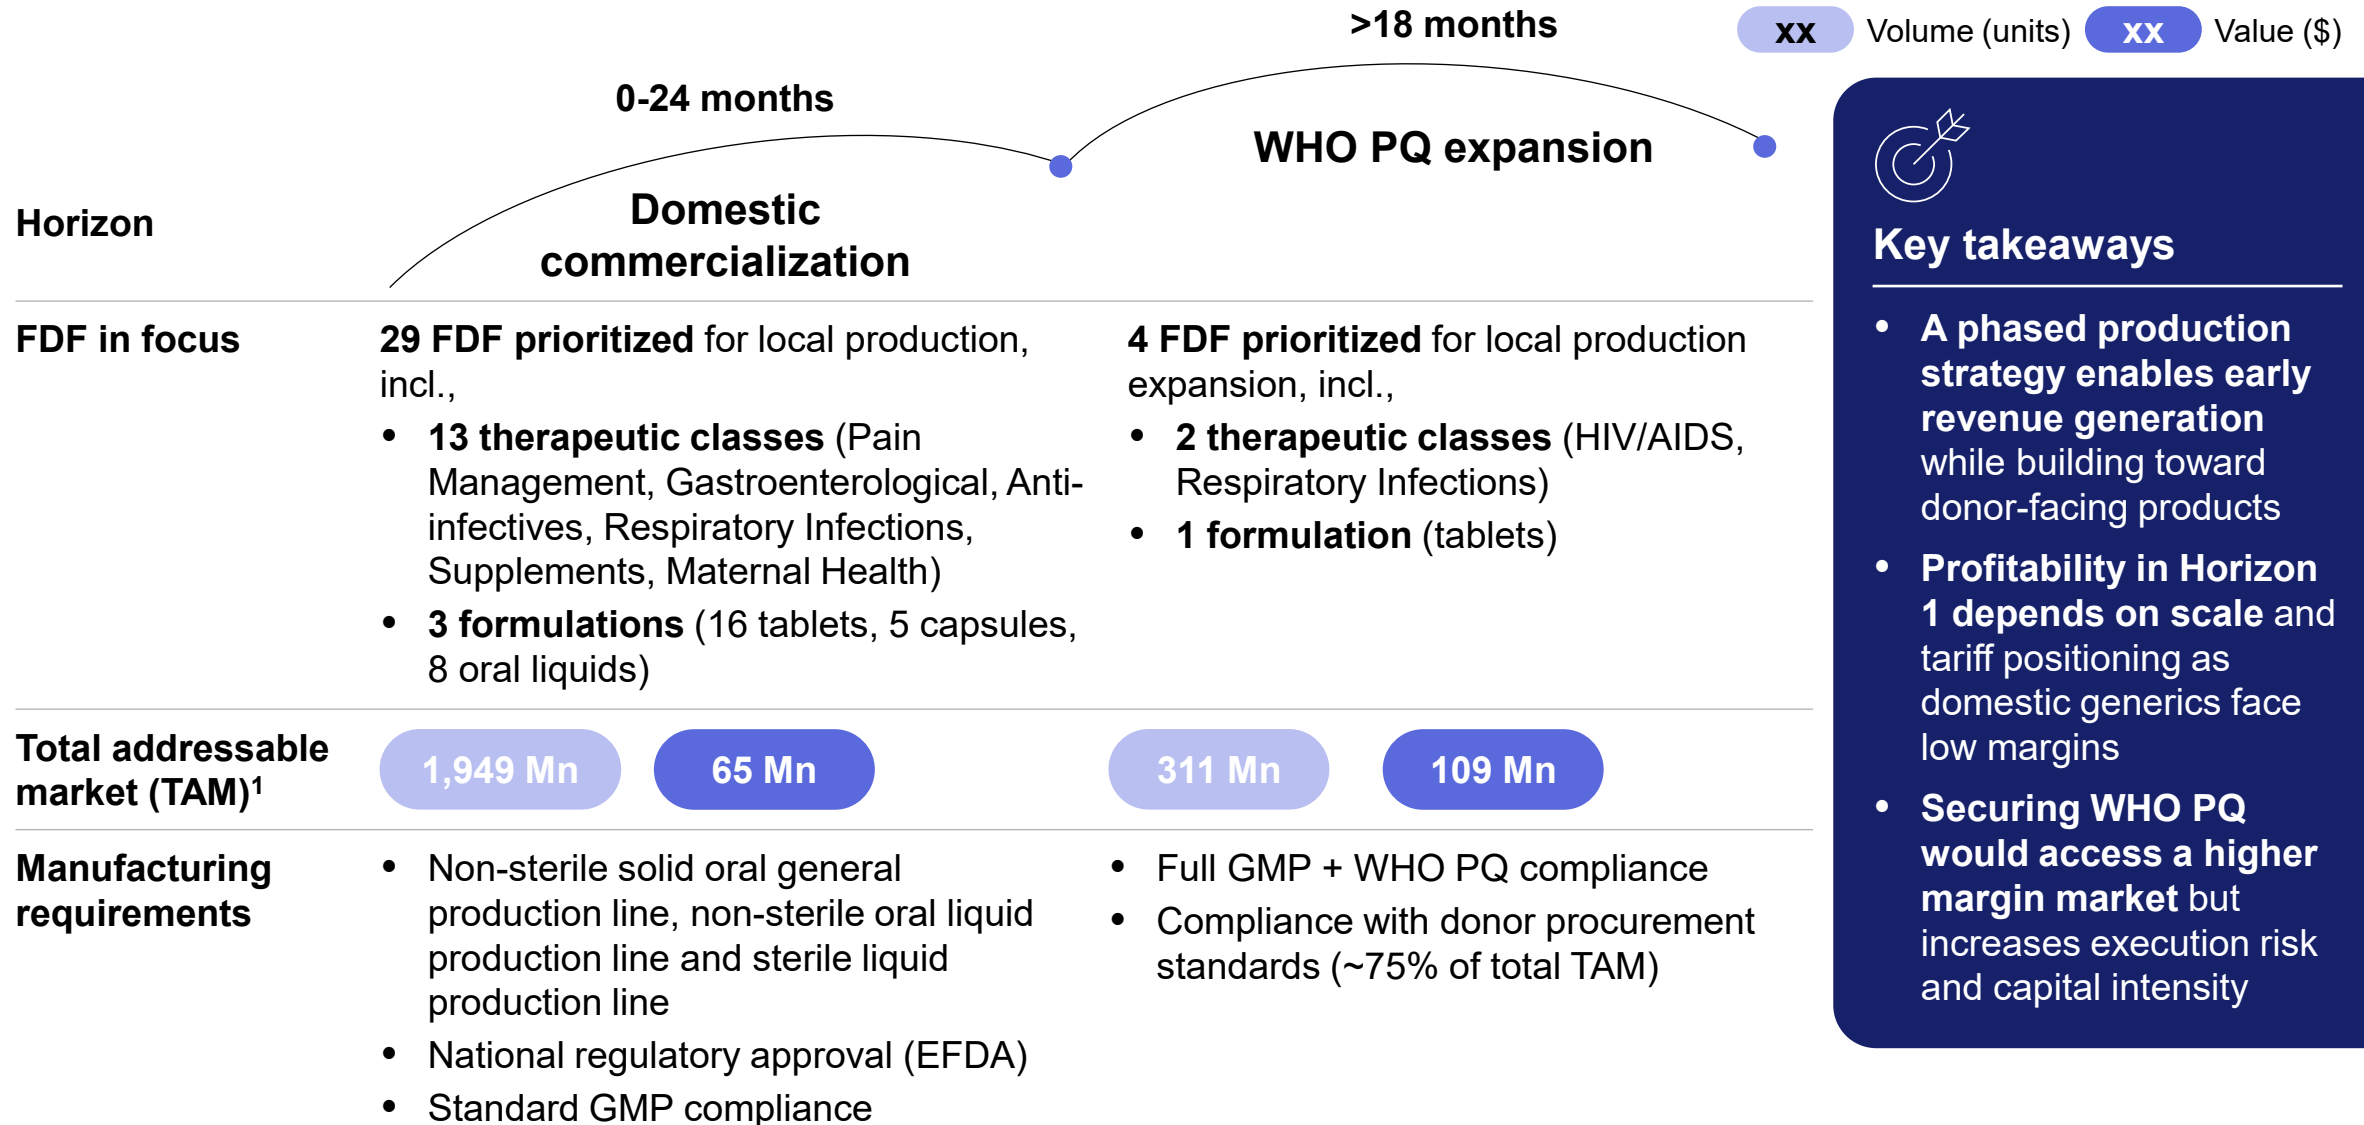 >18 months
xx Volume (units) xx Value ($)
0-24 months
WHO PQ expansion
Horizon
Domestic
commercialization
FDF in focus
29 FDF prioritized for local production,
incl.,
• 13 therapeutic classes (Pain
Management, Gastroenterological, Anti-
infectives, Respiratory Infections,
Supplements, Maternal Health)
• 3 formulations (16 tablets, 5 capsules,
8 oral liquids)
4 FDF prioritized for local production
expansion, incl.,
• 2 therapeutic classes (HIV/AIDS,
Respiratory Infections)
• 1 formulation (tablets)
Total addressable
market (TAM)¹
1,949 Mn
65 Mn
311 Mn
109 Mn
Manufacturing
requirements
• Non-sterile solid oral general
production line, non-sterile oral liquid
production line and sterile liquid
production line
• National regulatory approval (EFDA)
• Standard GMP compliance
• Full GMP + WHO PQ compliance
• Compliance with donor procurement
standards (~75% of total TAM)
Key takeaways
• A phased production
strategy enables early
revenue generation
while building toward
donor-facing products
• Profitability in Horizon
1 depends on scale and
tariff positioning as
domestic generics face
low margins
• Securing WHO PQ
would access a higher
margin market but
increases execution risk
and capital intensity